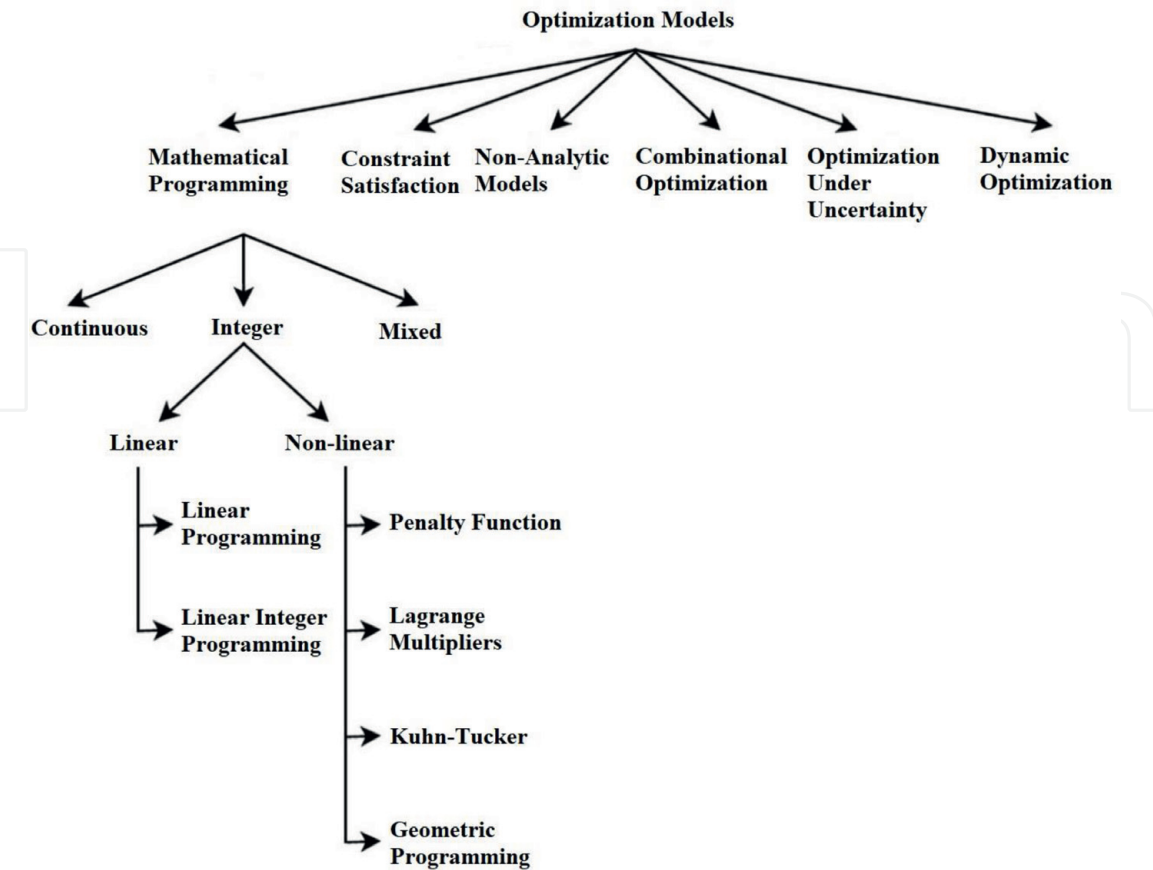 Optimization Models
Mathematical
Programming
Constraint
Satisfaction
Non-Analytic
Models
Combinational
Optimization
Optimization
Under
Uncertainty
Dynamic
Optimization
Continuous
Integer
Mixed
Linear
Non-linear
Linear
Programming
Linear Integer
Programming
Penalty Function
Lagrange
Multipliers
Kuhn-Tucker
Geometric
Programming